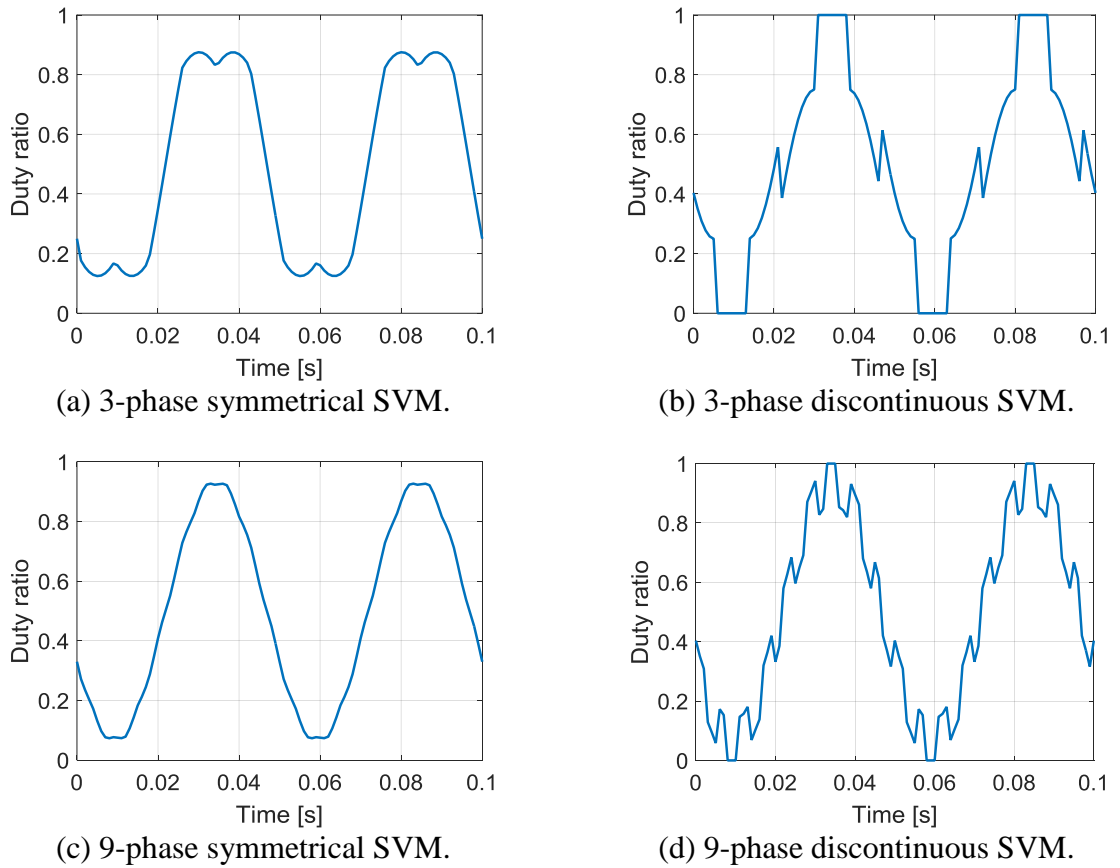 1
0.8
0.6
0.4
0.2
0
Duty ratio
0 0.02 0.04 0.06 0.08 0.1
Time [s]
(a) 3-phase symmetrical SVM.
1
0.8
0.6
0.4
0.2
0
Duty ratio
0 0.02 0.04 0.06 0.08 0.1
Time [s]
(b) 3-phase discontinuous SVM.
1
0.8
0.6
0.4
0.2
0
Duty ratio
0 0.02 0.04 0.06 0.08 0.1
Time [s]
(c) 9-phase symmetrical SVM.
1
0.8
0.6
0.4
0.2
0
Duty ratio
0 0.02 0.04 0.06 0.08 0.1
Time [s]
(d) 9-phase discontinuous SVM.